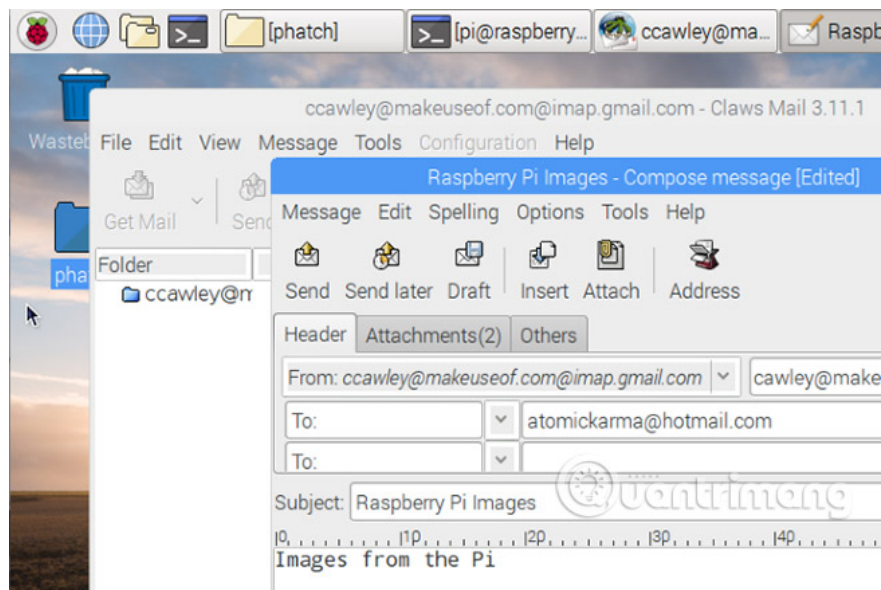 [phatch] [pi@raspberry... ccawley@ma... Raspb
ccawley@makeuseof.com@imap.gmail.com - Claws Mail 3.11.1
Wasteb
File Edit View Message Tools Configuration Help
Raspberry Pi Images - Compose message [Edited]
Get Mail Send
Message Edit Spelling Options Tools Help
pha
Folder
ccawley@m
Send Send later Draft Insert Attach Address
Header Attachments(2) Others
From: ccawley@makeuseof.com@imap.gmail.com cawley@make
To: atomickarma@hotmail.com
To:
Quantrimang
Subject: Raspberry Pi Images
0 10 20 30 40
Images from the Pi